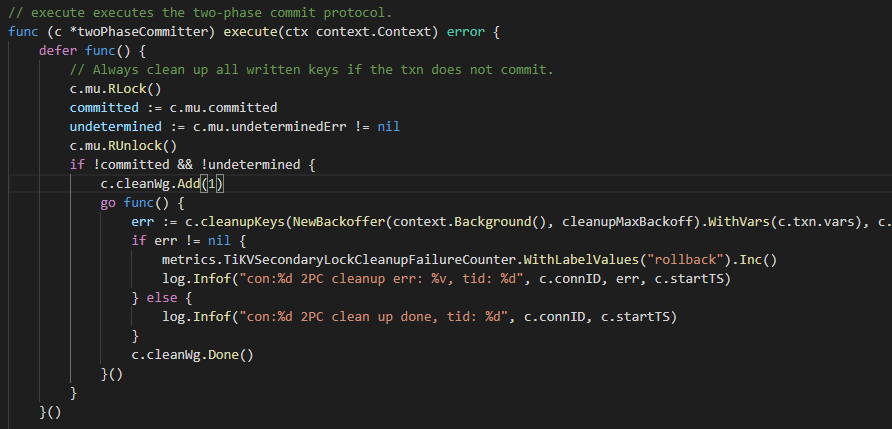 // execute executes the two-phase commit protocol.
func (c *twoPhaseCommitter) execute(ctx context.Context) error {
    defer func() {
        // Always clean up all written keys if the txn does not commit.
        c.mu.RLock()
        committed := c.mu.committed
        undetermined := c.mu.undeterminedErr != nil
        c.mu.RUnlock()
        if !committed && !undetermined {
            c.cleanWg.Add(1)
            go func() {
                err := c.cleanupKeys(NewBackoffer(context.Background(), cleanupMaxBackoff).WithVars(c.txn.vars), c.
                if err != nil {
                    metrics.TiKVSecondaryLockCleanupFailureCounter.WithLabelValues("rollback").Inc()
                    log.Infof("con:%d 2PC cleanup err: %v, tid: %d", c.connID, err, c.startTS)
                } else {
                    log.Infof("con:%d 2PC clean up done, tid: %d", c.connID, c.startTS)
                }
                c.cleanWg.Done()
            }()
        }
    }()